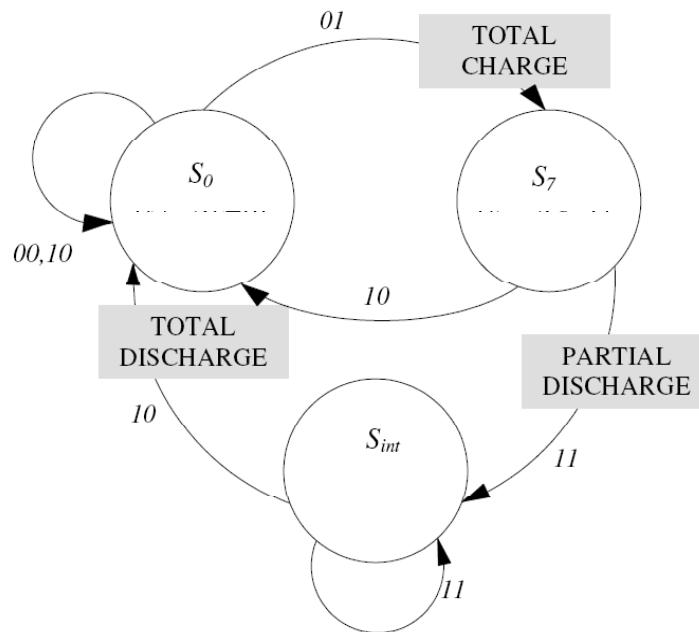 01
TOTAL
CHARGE
S0
S7
00,10
10
TOTAL
DISCHARGE
PARTIAL
DISCHARGE
10
Sint
11
11